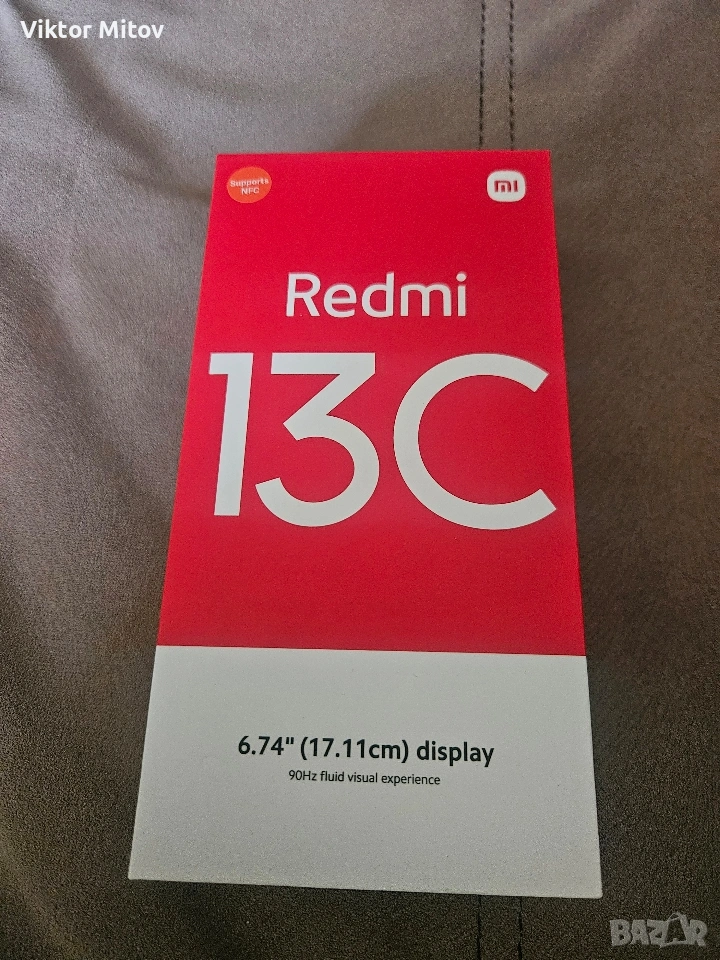 Viktor Mitov
Supports
NFC
mi
Redmi
13C
6.74" (17.11cm) display
90Hz fluid visual experience
BAZAR